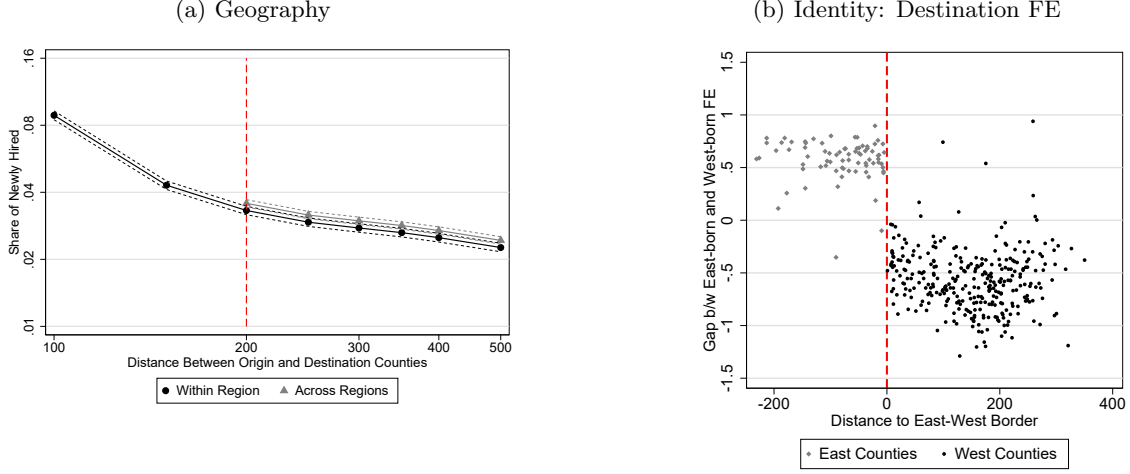 (a) Geography
Share of Newly Hired
.16
.08
.04
.02
.01
100
200
300
400
500
Distance Between Origin and Destination Counties
Within Region
Across Regions
(b) Identity: Destination FE
Gap b/w East-born and West-born FE
1.5
1
.5
0
-.5
-1
-1.5
-200
0
200
400
Distance to East-West Border
East Counties
West Counties